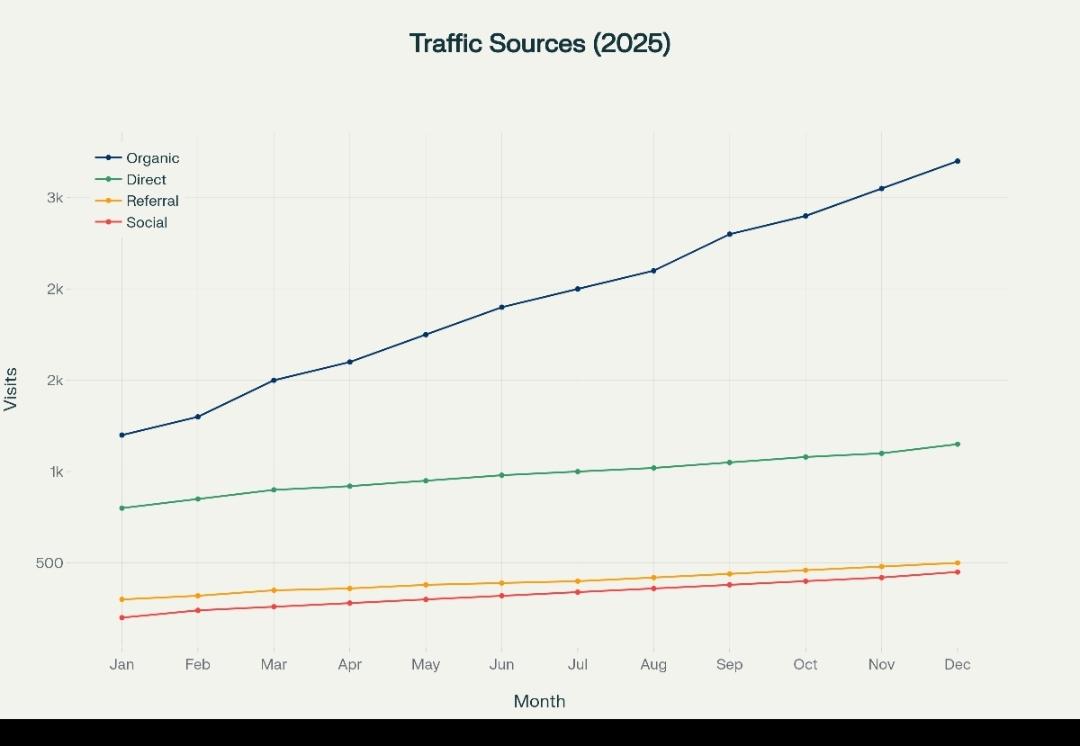 Traffic Sources (2025)
Organic
Direct
Referral
Social
3k
2k
2k
1k
500
Visits
Jan Feb Mar Apr May Jun Jul Aug Sep Oct Nov Dec
Month